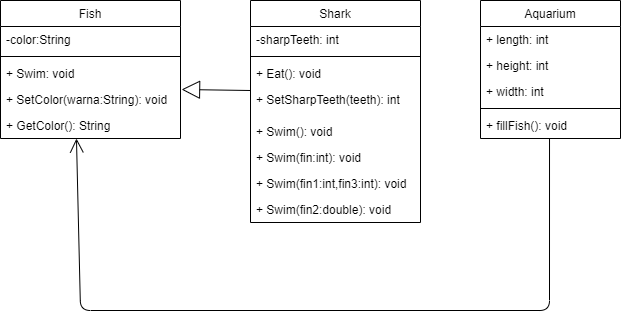 Fish
-color:String
+ Swim: void
+ SetColor(warna:String): void
+ GetColor(): String
Shark
-sharpTeeth: int
+ Eat(): void
+ SetSharpTeeth(teeth): int
+ Swim(): void
+ Swim(fin:int): void
+ Swim(fin1:int,fin3:int): void
+ Swim(fin2:double): void
Aquarium
+ length: int
+ height: int
+ width: int
+ fillFish(): void